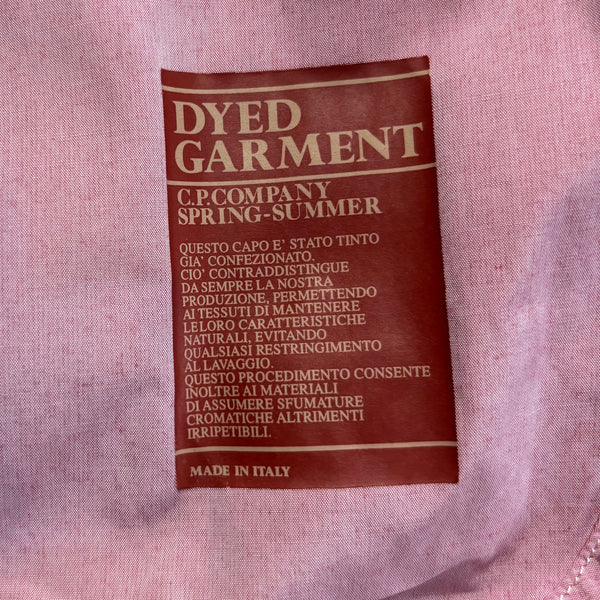 DYED
GARMENT
C.P.COMPANY
SPRING-SUMMER
QUESTO CAPO E' STATO TINTO
GIA' CONFEZIONATO.
CIO' CONTRADDISTINGUE
DA SEMPRE LA NOSTRA
PRODUZIONE, PERMETTENDO
AI TESSUTI DI MANTENERE
LE LORO CARATTERISTICHE
NATURALI, EVITANDO
QUALSIASI RESTRINGIMENTO
AL LAVAGGIO.
QUESTO PROCEDIMENTO CONSENTE
INOLTRE AI MATERIALI
DI ASSUMERE SFUMATURE
CROMATICHE ALTRIMENTI
IRRIPETIBILI.
MADE IN ITALY